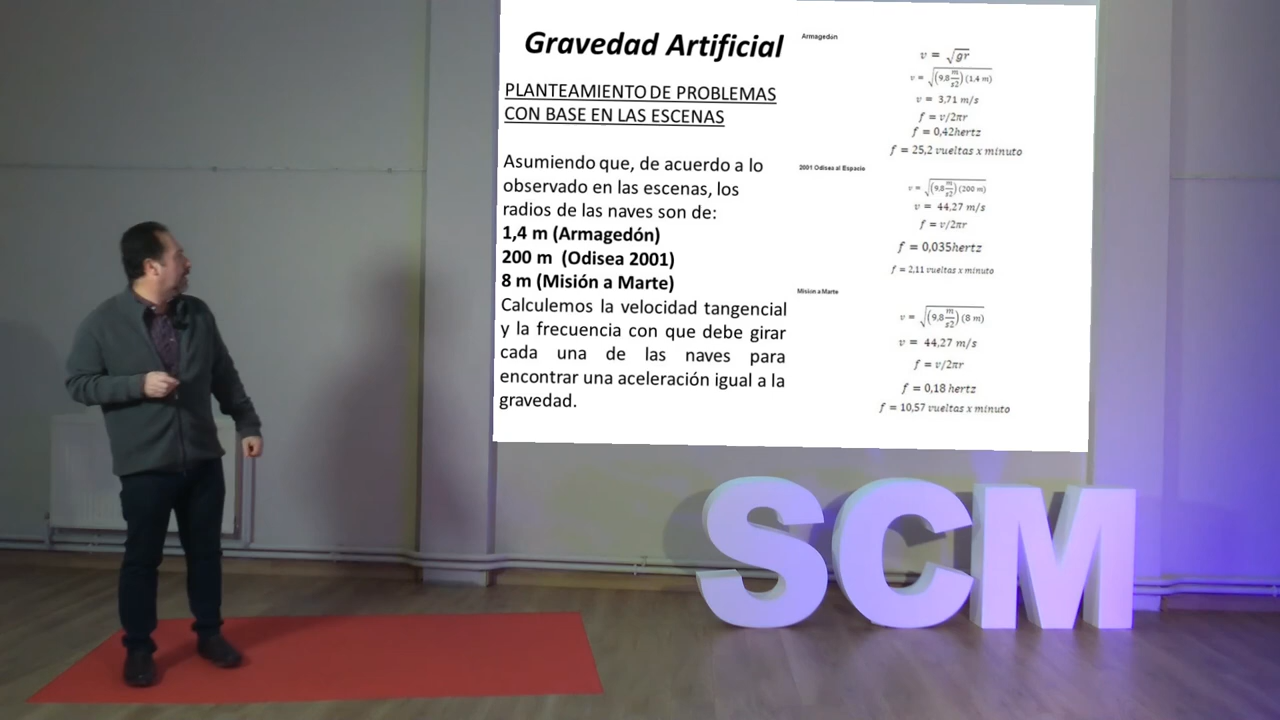 Gravedad Artificial
PLANTEAMIENTO DE PROBLEMAS
CON BASE EN LAS ESCENAS
Asumiendo que, de acuerdo a lo
observado en las escenas, los
radios de las naves son de:
1,4 m (Armagedón)
200 m (Odisea 2001)
8 m (Misión a Marte)
Calculemos la velocidad tangencial
y la frecuencia con que debe girar
cada una de las naves para
encontrar una aceleración igual a la
gravedad.
Armagedón
v = √gr
v = √(9,8 m/s2)(1,4 m)
v = 3,71 m/s
f = v/2πr
f = 0,42hertz
f = 25,2 vueltas x minuto
2001 Odisea al Espacio
v = √(9,8 m/s2)(200 m)
v = 44,27 m/s
f = v/2πr
f = 0,035hertz
f = 2,11 vueltas x minuto
Misión a Marte
v = √(9,8 m/s2)(8 m)
v = 44,27 m/s
f = v/2πr
f = 0,18 hertz
f = 10,57 vueltas x minuto
SCM